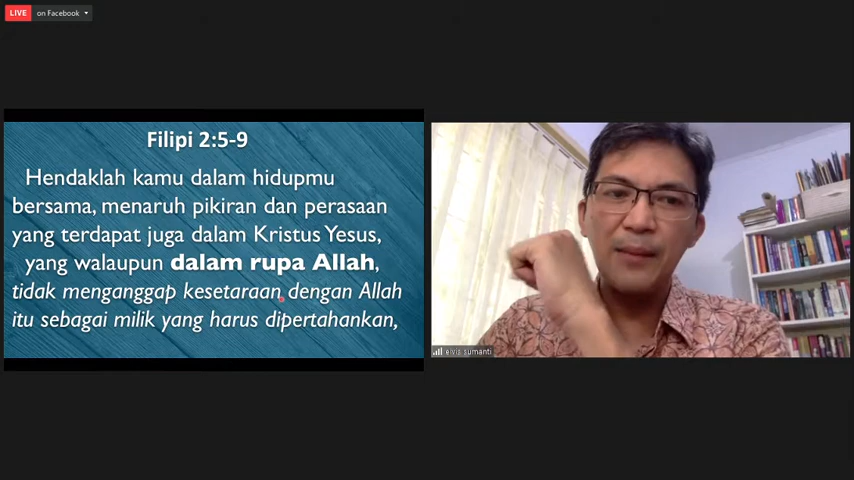 LIVE on Facebook
Filipi 2:5-9
Hendaklah kamu dalam hidupmu
bersama, menaruh pikiran dan perasaan
yang terdapat juga dalam Kristus Yesus,
yang walaupun dalam rupa Allah,
tidak menganggap kesetaraan dengan Allah
itu sebagai milik yang harus dipertahankan,
elvis sumanti